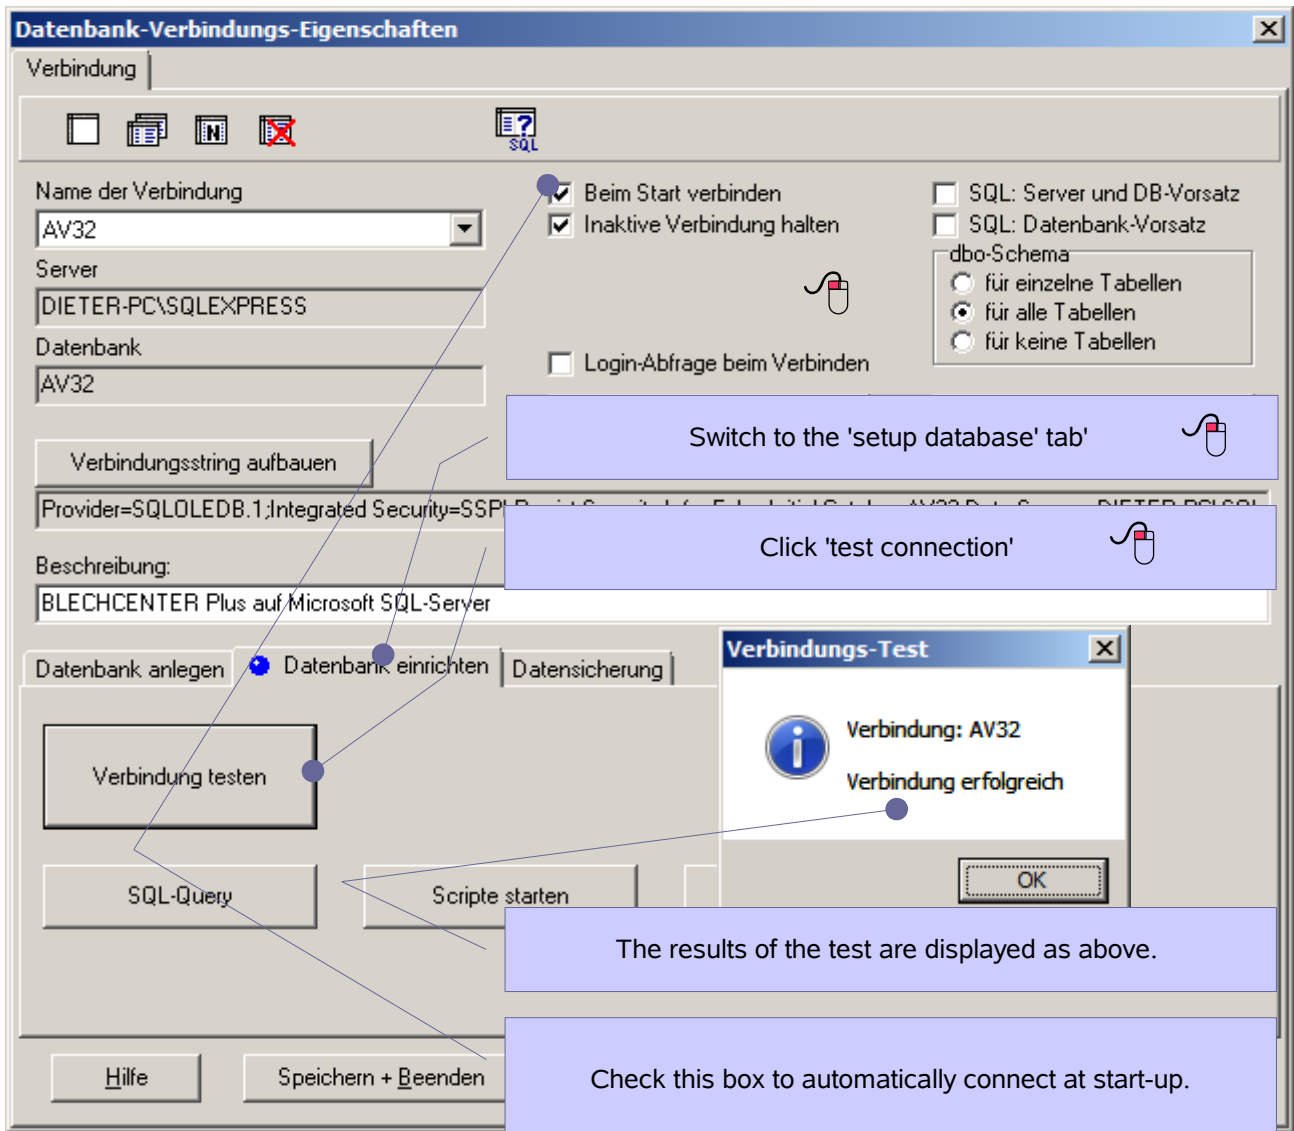 Datenbank-Verbindungs-Eigenschaften
Verbindung
N
?
SQL
Name der Verbindung
AV32
Server
DIETER-PC\SQLEXPRESS
Datenbank
AV32
Beim Start verbinden
Inaktive Verbindung halten
Login-Abfrage beim Verbinden
SQL: Server und DB-Vorsatz
SQL: Datenbank-Vorsatz
dbo-Schema
für einzelne Tabellen
für alle Tabellen
für keine Tabellen
Switch to the 'setup database' tab'
Verbindungsstring aufbauen
Provider=SQLOLEDB.1;Integrated Security=SSPI
Click 'test connection'
Beschreibung:
BLECHCENTER Plus auf Microsoft SQL-Server
Datenbank anlegen
Datenbank einrichten
Datensicherung
Verbindung testen
Verbindungs-Test
Verbindung: AV32
Verbindung erfolgreich
OK
SQL-Query
Scripte starten
The results of the test are displayed as above.
Hilfe
Speichern + Beenden
Check this box to automatically connect at start-up.